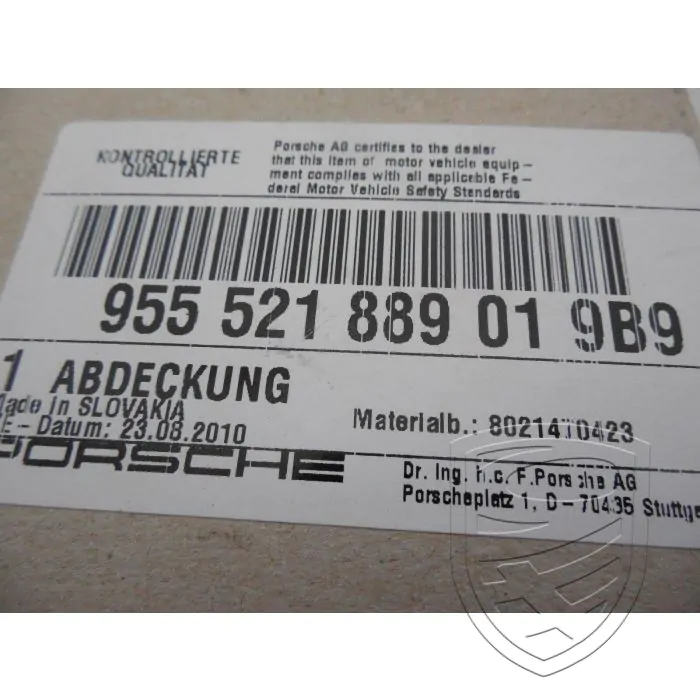 KONTROLLIERTE
QUALITÄT
Porsche AG certifies to the dealer
that this item of motor vehicle equip-
ment complies with all applicable Fe-
deral Motor Vehicle Safety Standards
955 521 889 01 9B9
1 ABDECKUNG
Made in SLOVAKIA
E-Datum: 23.08.2010
Materialb.: 8021470423
PORSCHE
Dr. Ing. h.c. F.Porsche AG
Porscheplatz 1, D-70435 Stuttga